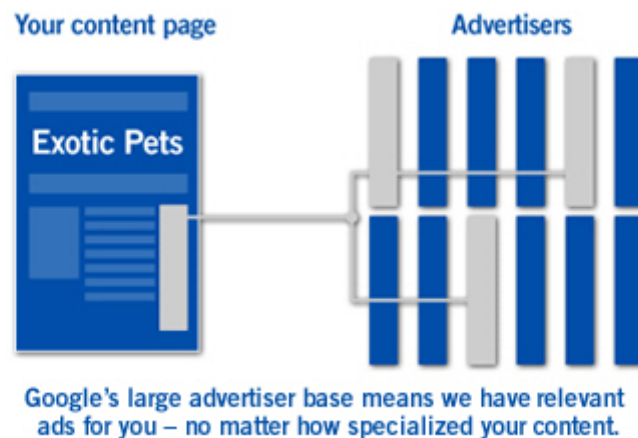 Your content page
Advertisers
Exotic Pets
Google's large advertiser base means we have relevant
ads for you – no matter how specialized your content.